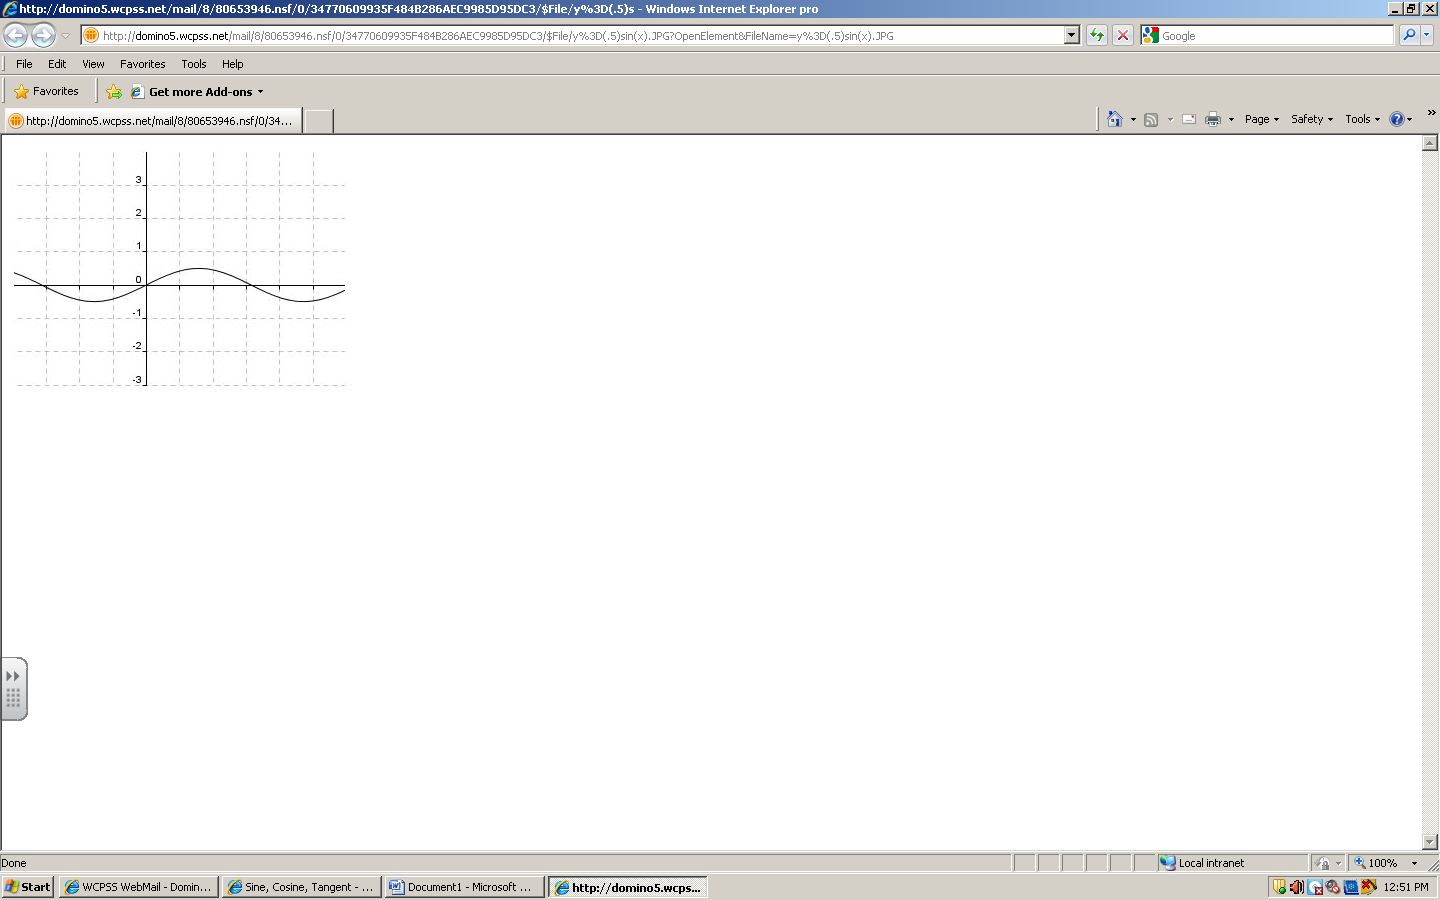 http://domino5.wcpss.net/mail/8/80653946.nsf/0/34770609935F484B286AEC9985D95DC3/$File/y%3D(.5)s - Windows Internet Explorer pro
http://domino5.wcpss.net/mail/8/80653946.nsf/0/34770609935F484B286AEC9985D95DC3/$File/y%3D(.5)sin(x).JPG?OpenElement&FileName=y%3D(.5)sin(x).JPG
Google
File Edit View Favorites Tools Help
Favorites Get more Add-ons
http://domino5.wcpss.net/mail/8/80653946.nsf/0/34...
Page Safety Tools
3
2
1
0
-1
-2
-3
Done Local intranet 100%
Start WCPSS WebMail - Domin... Sine, Cosine, Tangent - ... Document1 - Microsoft ... http://domino5.wcps... 12:51 PM